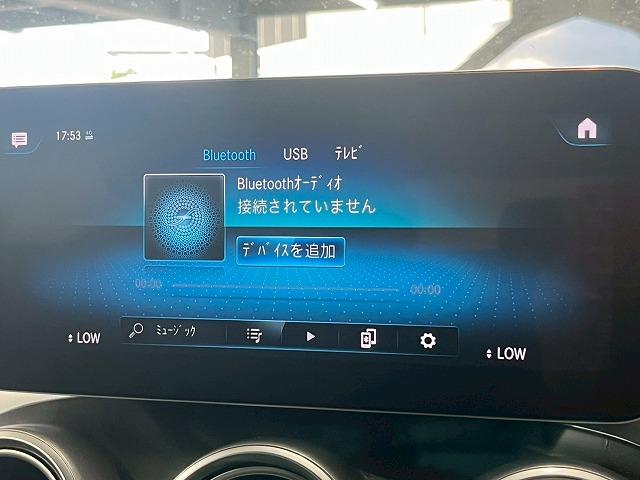 17:53 4G
Bluetooth USB ﾃﾚﾋﾞ
Bluetoothｵｰﾃﾞｨｵ
接続されていません
ﾃﾞﾊﾞｲｽを追加
00:00 00:00
ﾐｭｰｼﾞｯｸ
LOW
LOW